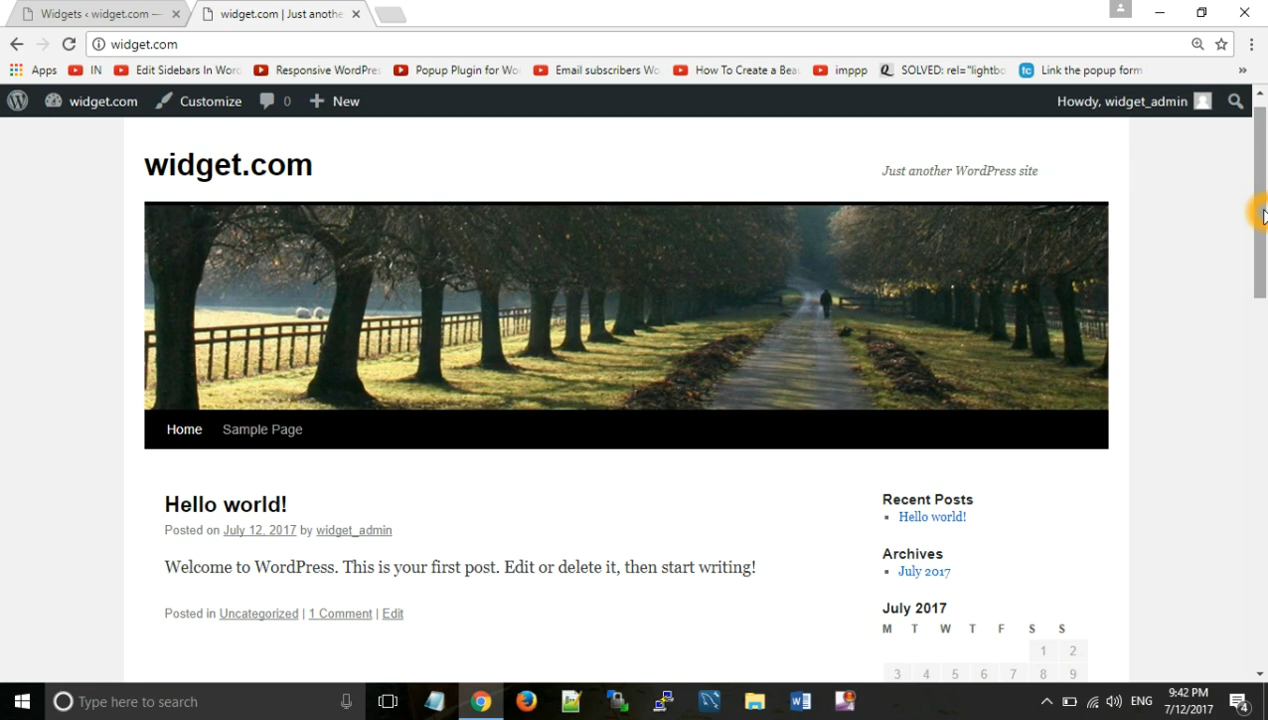 Widgets ‹ widget.com —
widget.com | Just anothe
widget.com
Apps
IN
Edit Sidebars In Word
Responsive WordPres
Popup Plugin for Wo
Email subscribers Wo
How To Create a Beau
imppp
SOLVED: rel="lightbo
Link the popup form
»
widget.com
Customize
0
New
Howdy, widget_admin
widget.com
Just another WordPress site
Home
Sample Page
Hello world!
Posted on July 12, 2017 by widget_admin
Welcome to WordPress. This is your first post. Edit or delete it, then start writing!
Posted in Uncategorized | 1 Comment | Edit
Recent Posts
Hello world!
Archives
July 2017
July 2017
M T W T F S S
1 2
3 4 5 6 7 8 9
Type here to search
ENG
9:42 PM
7/12/2017
4